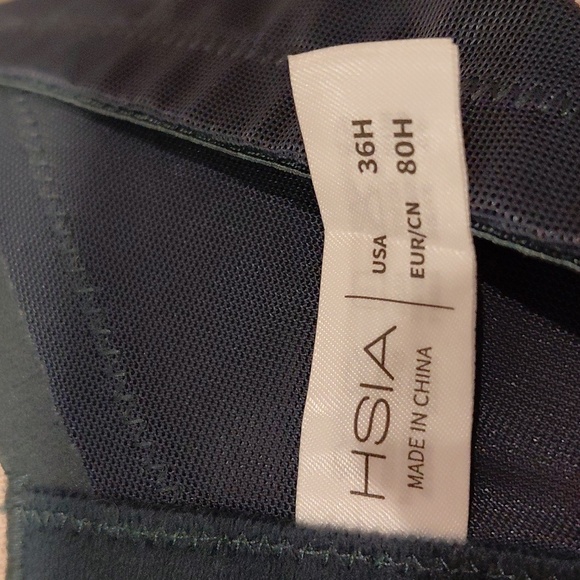 HSIA
MADE IN CHINA
USA 36H
EUR/CN 80H